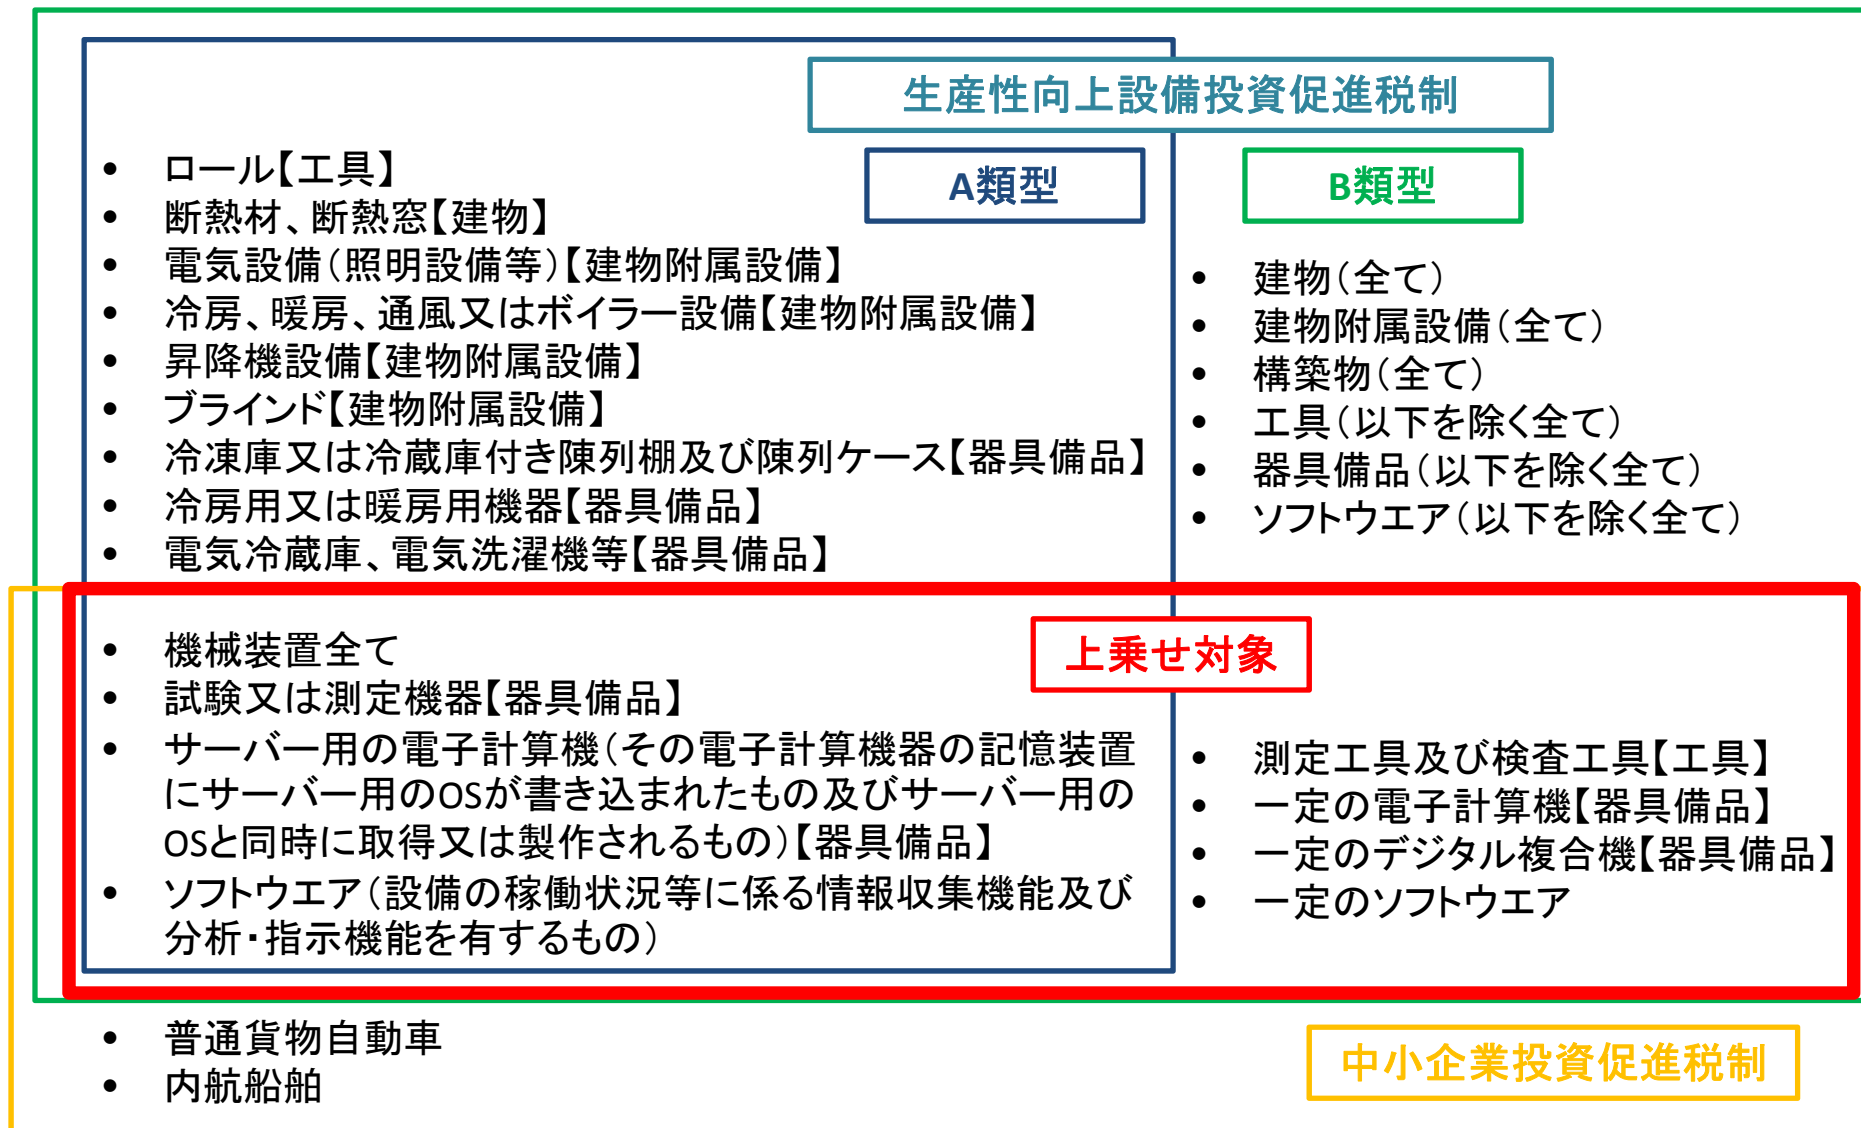 生産性向上設備投資促進税制
A類型
• ロール【工具】
• 断熱材、断熱窓【建物】
• 電気設備（照明設備等）【建物附属設備】
• 冷房、暖房、通風又はボイラー設備【建物附属設備】
• 昇降機設備【建物附属設備】
• ブラインド【建物附属設備】
• 冷凍庫又は冷蔵庫付き陳列棚及び陳列ケース【器具備品】
• 冷房用又は暖房用機器【器具備品】
• 電気冷蔵庫、電気洗濯機等【器具備品】
B類型
• 建物（全て）
• 建物附属設備（全て）
• 構築物（全て）
• 工具（以下を除く全て）
• 器具備品（以下を除く全て）
• ソフトウエア（以下を除く全て）
上乗せ対象
• 機械装置全て
• 試験又は測定機器【器具備品】
• サーバー用の電子計算機（その電子計算機器の記憶装置
にサーバー用のOSが書き込まれたもの及びサーバー用の
OSと同時に取得又は製作されるもの）【器具備品】
• ソフトウエア（設備の稼働状況等に係る情報収集機能及び
分析・指示機能を有するもの）
• 測定工具及び検査工具【工具】
• 一定の電子計算機【器具備品】
• 一定のデジタル複合機【器具備品】
• 一定のソフトウエア
• 普通貨物自動車
• 内航船舶
中小企業投資促進税制